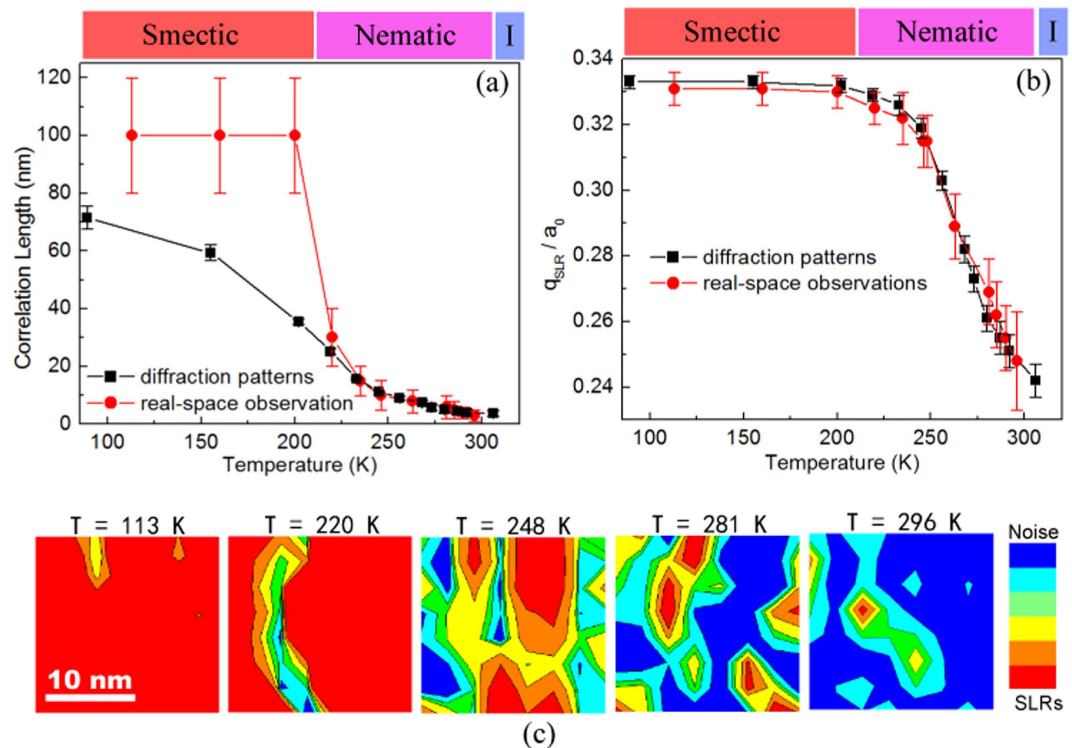 Smectic Nematic I
(a)
120
100
80
60
40
20
0
Correlation Length (nm)
diffraction patterns
real-space observation
100 150 200 250 300
Temperature (K)
Smectic Nematic I
(b)
0.34
0.32
0.30
0.28
0.26
0.24
qSLR / a0
diffraction patterns
real-space observations
100 150 200 250 300
Temperature (K)
T = 113 K T = 220 K T = 248 K T = 281 K T = 296 K
10 nm
Noise
SLRs
(c)